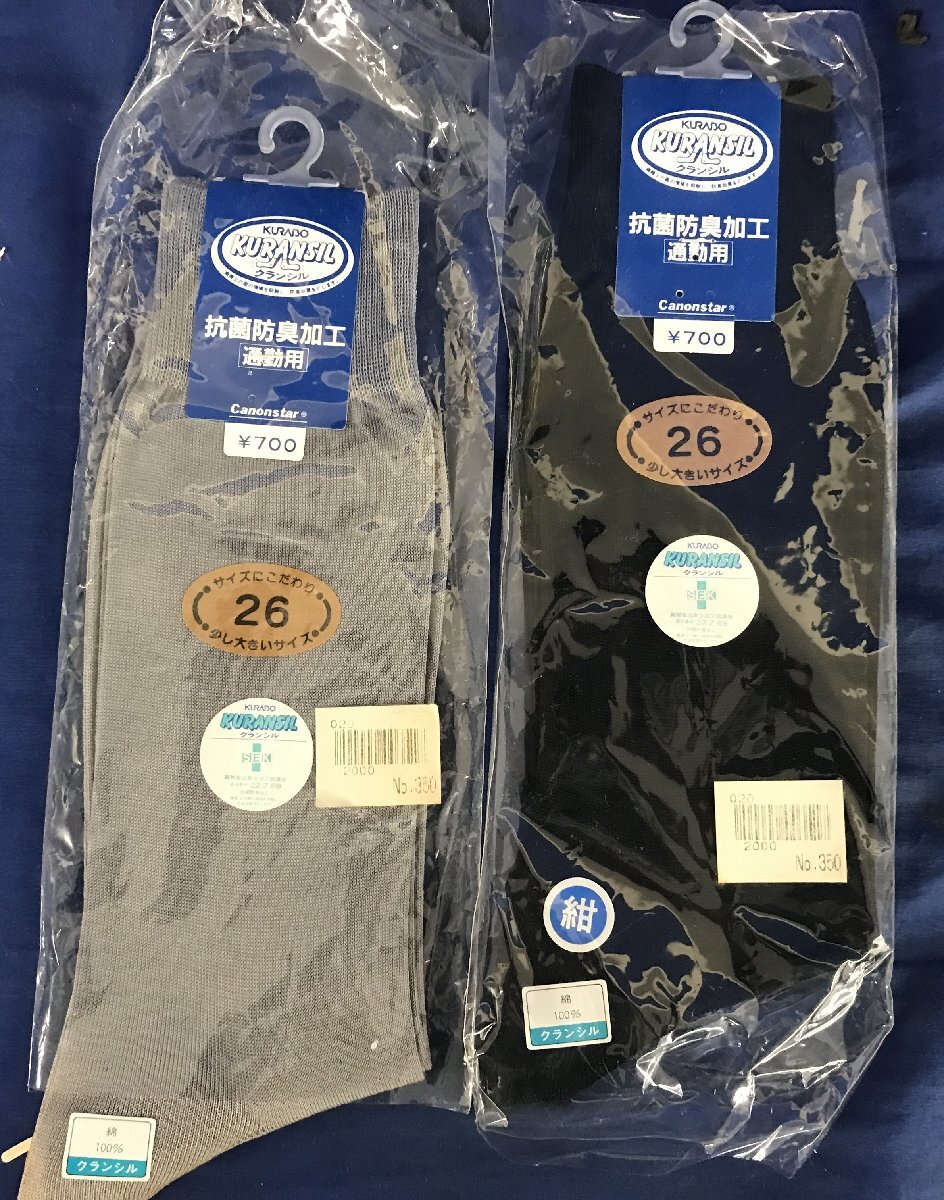 KURABO
KURANSIL
クランシル
抗菌防臭加工
通勤用
Canonstar®
¥700
サイズにこだわり
26
少し大きいサイズ
KURABO
KURANSIL
クランシル
SEK
020
2000
No.350
綿
100%
クランシル
KURABO
KURANSIL
クランシル
抗菌防臭加工
通勤用
Canonstar®
¥700
サイズにこだわり
26
少し大きいサイズ
KURABO
KURANSIL
クランシル
SEK
020
2000
No.350
紺
綿
100%
クランシル